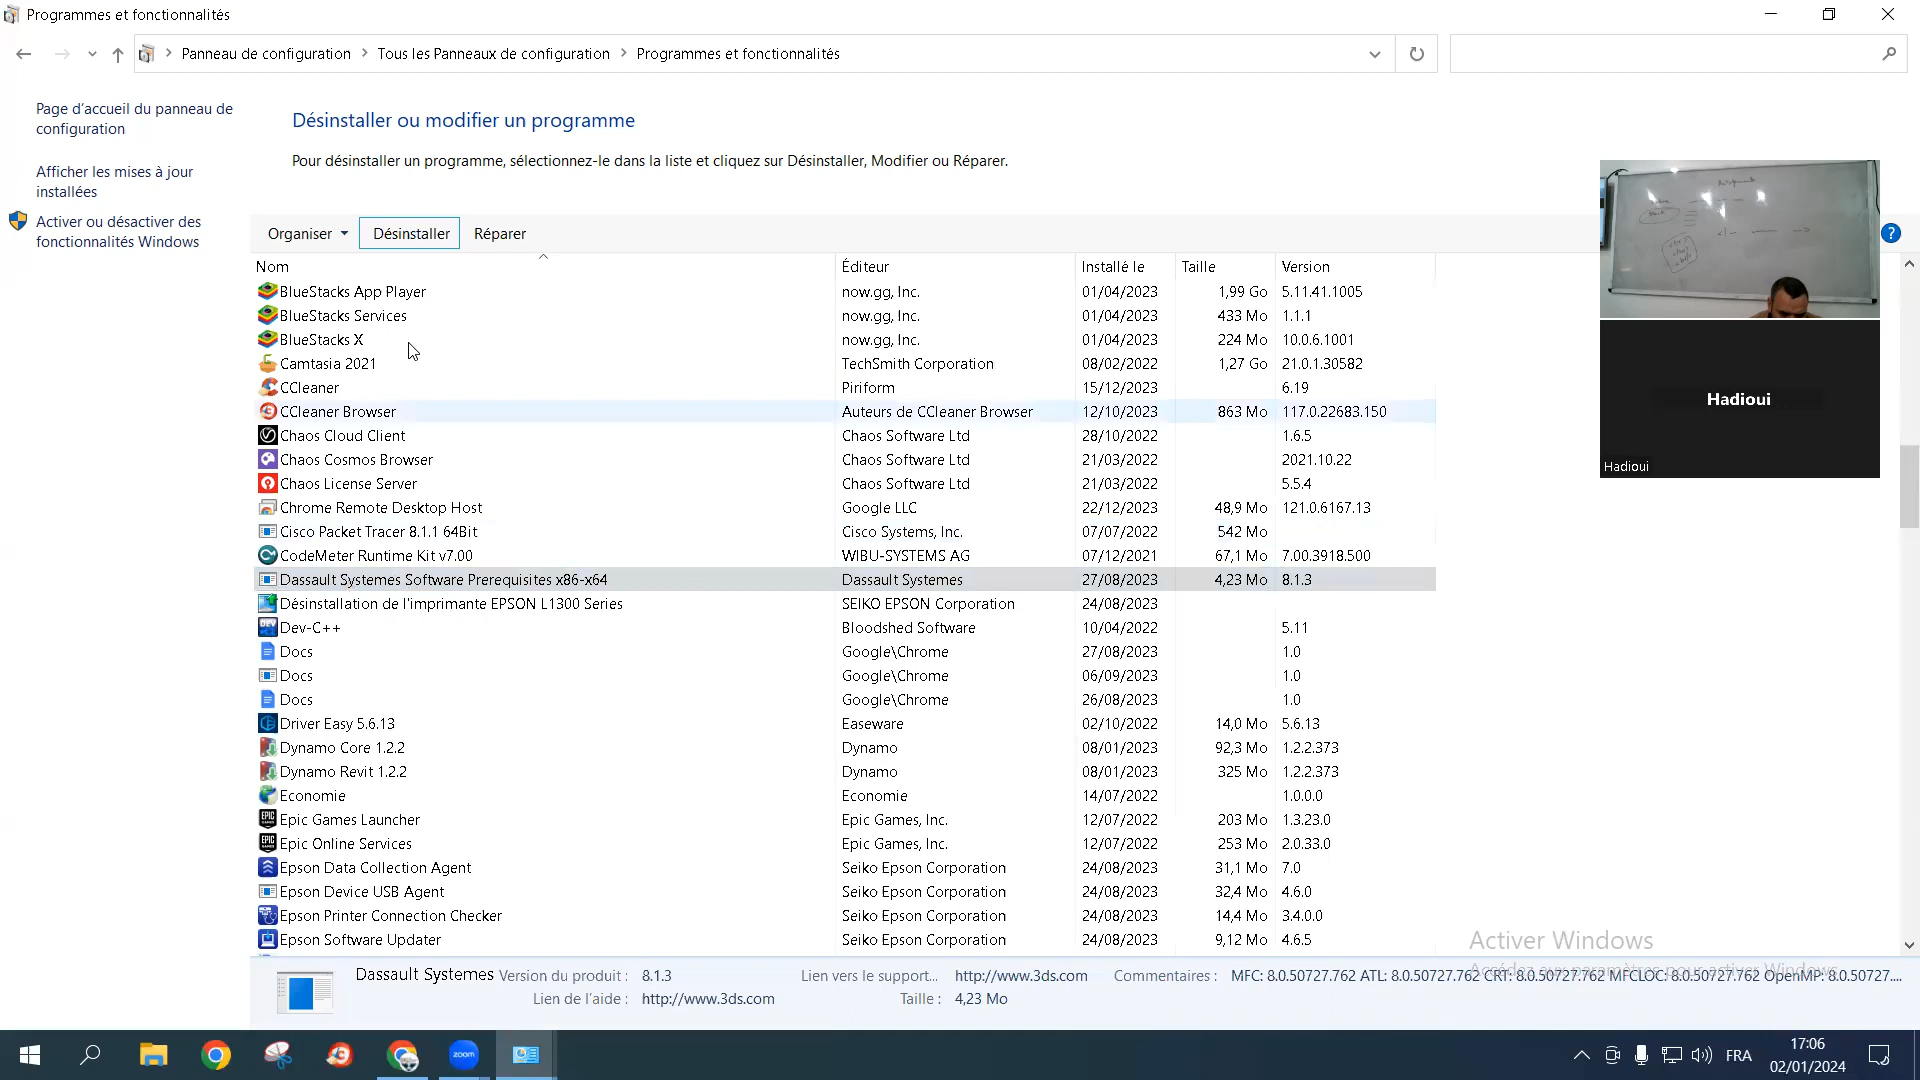 Programmes et fonctionnalités
Panneau de configuration
Tous les Panneaux de configuration
Programmes et fonctionnalités
Page d'accueil du panneau de
configuration
Afficher les mises à jour
installées
Activer ou désactiver des
fonctionnalités Windows
Désinstaller ou modifier un programme
Pour désinstaller un programme, sélectionnez-le dans la liste et cliquez sur Désinstaller, Modifier ou Réparer.
Organiser Désinstaller Réparer
Nom Éditeur Installé le Taille Version
BlueStacks App Player now.gg, Inc. 01/04/2023 1,99 Go 5.11.41.1005
BlueStacks Services now.gg, Inc. 01/04/2023 433 Mo 1.1.1
BlueStacks X now.gg, Inc. 01/04/2023 224 Mo 10.0.6.1001
Camtasia 2021 TechSmith Corporation 08/02/2022 1,27 Go 21.0.1.30582
CCleaner Piriform 15/12/2023 6.19
CCleaner Browser Auteurs de CCleaner Browser 12/10/2023 863 Mo 117.0.22683.150
Chaos Cloud Client Chaos Software Ltd 28/10/2022 1.6.5
Chaos Cosmos Browser Chaos Software Ltd 21/03/2022 2021.10.22
Chaos License Server Chaos Software Ltd 21/03/2022 5.5.4
Chrome Remote Desktop Host Google LLC 22/12/2023 48,9 Mo 121.0.6167.13
Cisco Packet Tracer 8.1.1 64Bit Cisco Systems, Inc. 07/07/2022 542 Mo
CodeMeter Runtime Kit v7.00 WIBU-SYSTEMS AG 07/12/2021 67,1 Mo 7.00.3918.500
Dassault Systemes Software Prerequisites x86-x64 Dassault Systemes 27/08/2023 4,23 Mo 8.1.3
Désinstallation de l'imprimante EPSON L1300 Series SEIKO EPSON Corporation 24/08/2023
Dev-C++ Bloodshed Software 10/04/2022 5.11
Docs Google\Chrome 27/08/2023 1.0
Docs Google\Chrome 06/09/2023 1.0
Docs Google\Chrome 26/08/2023 1.0
Driver Easy 5.6.13 Easeware 02/10/2022 14,0 Mo 5.6.13
Dynamo Core 1.2.2 Dynamo 08/01/2023 92,3 Mo 1.2.2.373
Dynamo Revit 1.2.2 Dynamo 08/01/2023 325 Mo 1.2.2.373
Economie Economie 14/07/2022 1.0.0.0
Epic Games Launcher Epic Games, Inc. 12/07/2022 203 Mo 1.3.23.0
Epic Online Services Epic Games, Inc. 12/07/2022 253 Mo 2.0.33.0
Epson Data Collection Agent Seiko Epson Corporation 24/08/2023 31,1 Mo 7.0
Epson Device USB Agent Seiko Epson Corporation 24/08/2023 32,4 Mo 4.6.0
Epson Printer Connection Checker Seiko Epson Corporation 24/08/2023 14,4 Mo 3.4.0.0
Epson Software Updater Seiko Epson Corporation 24/08/2023 9,12 Mo 4.6.5
Hadioui
Hadioui
Activer Windows
Accédez aux paramètres pour activer Windows.
Dassault Systemes Version du produit : 8.1.3 Lien vers le support... http://www.3ds.com Commentaires : MFC: 8.0.50727.762 ATL: 8.0.50727.762 CRT: 8.0.50727.762 MFCLOC: 8.0.50727.762 OpenMP: 8.0.50727....
Lien de l'aide : http://www.3ds.com Taille : 4,23 Mo
zoom
FRA
17:06
02/01/2024